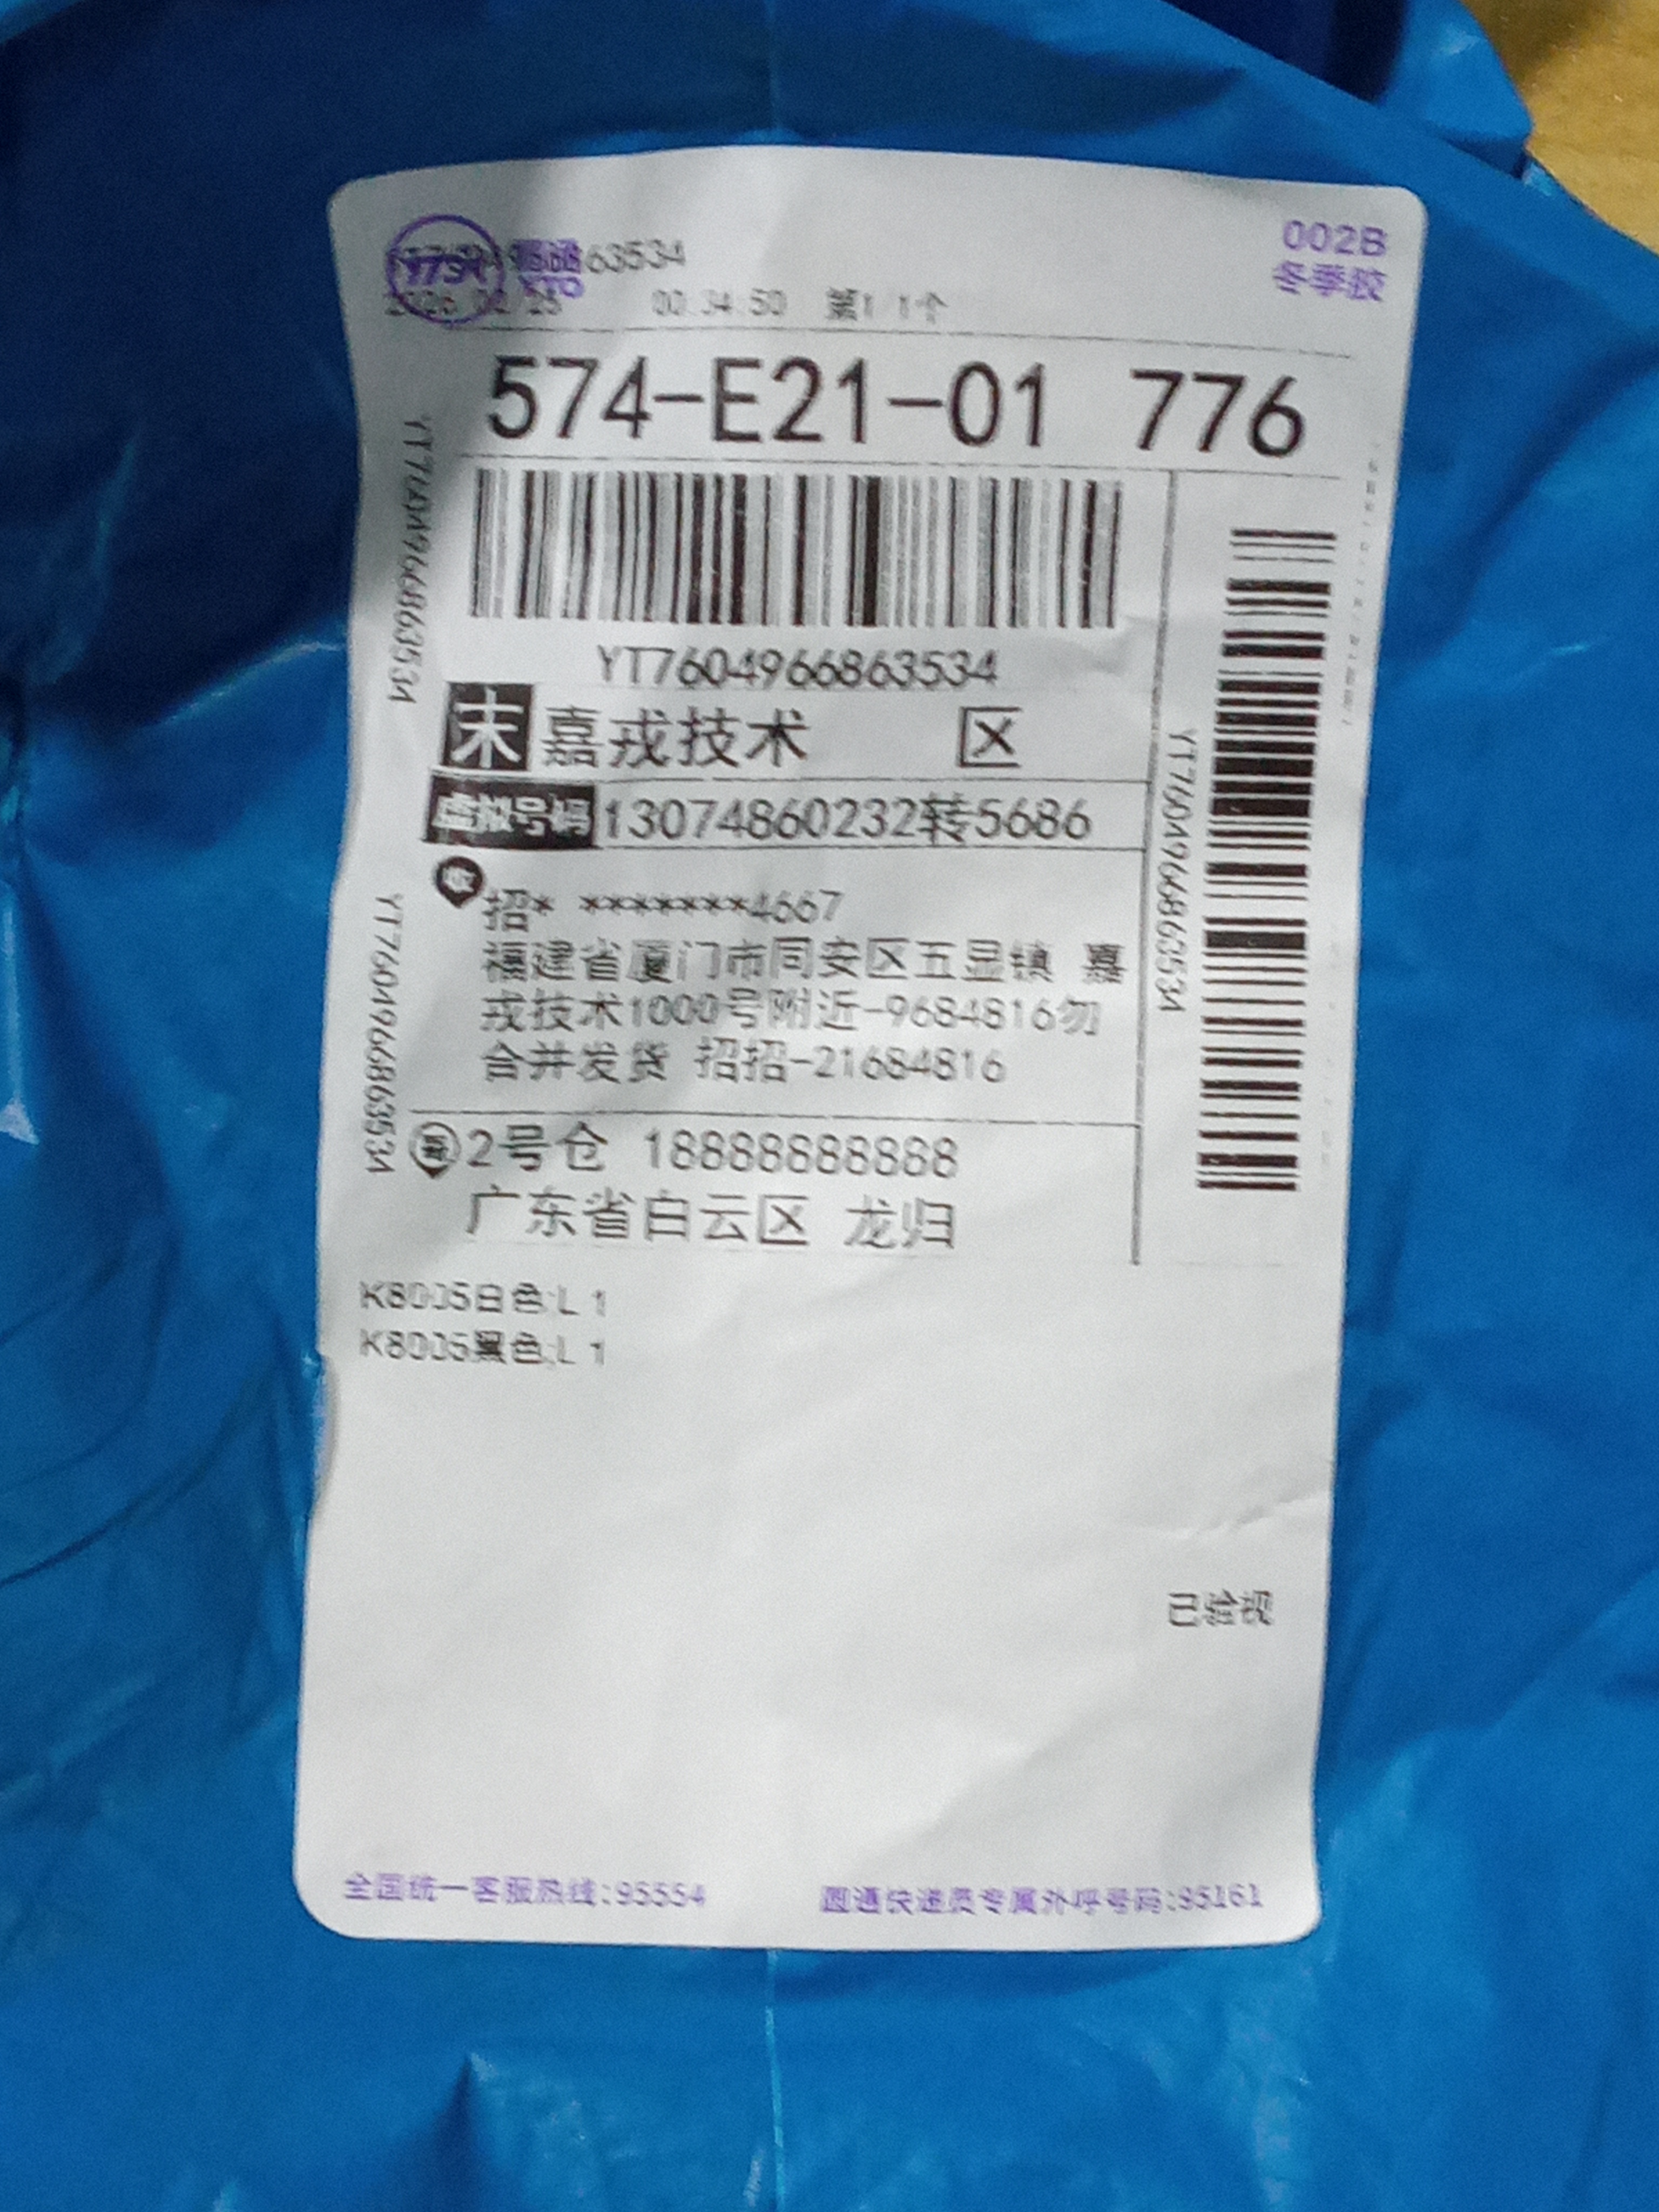 002B
冬季胶
63534
00:34:50 第1/1个
574-E21-01 776
YT7604966863534
末 嘉戎技术 区
虚拟号码 13074860232转5686
招* *******4667
福建省厦门市同安区五显镇 嘉
戎技术1000号附近-9684816勿
合并发货 招招-21684816
2号仓 18888888888
广东省白云区 龙归
YT7604966863534
YT7604966863534
YT7604966863534
K8005白色;L 1
K8005黑色;L 1
已验视
全国统一客服热线:95554
圆通快递员专属外呼号码:95161